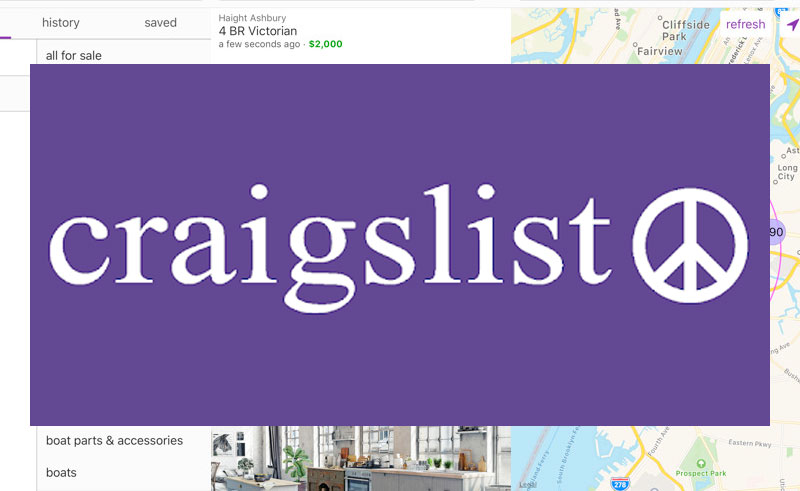 history saved
Haight Ashbury
4 BR Victorian
a few seconds ago · $2,000
all for sale
refresh
Cliffside
Park
Fairview
craigslist
Long
City
90
boat parts & accessories
boats
Eastern Pkwy
Prospect Park
278
Legal